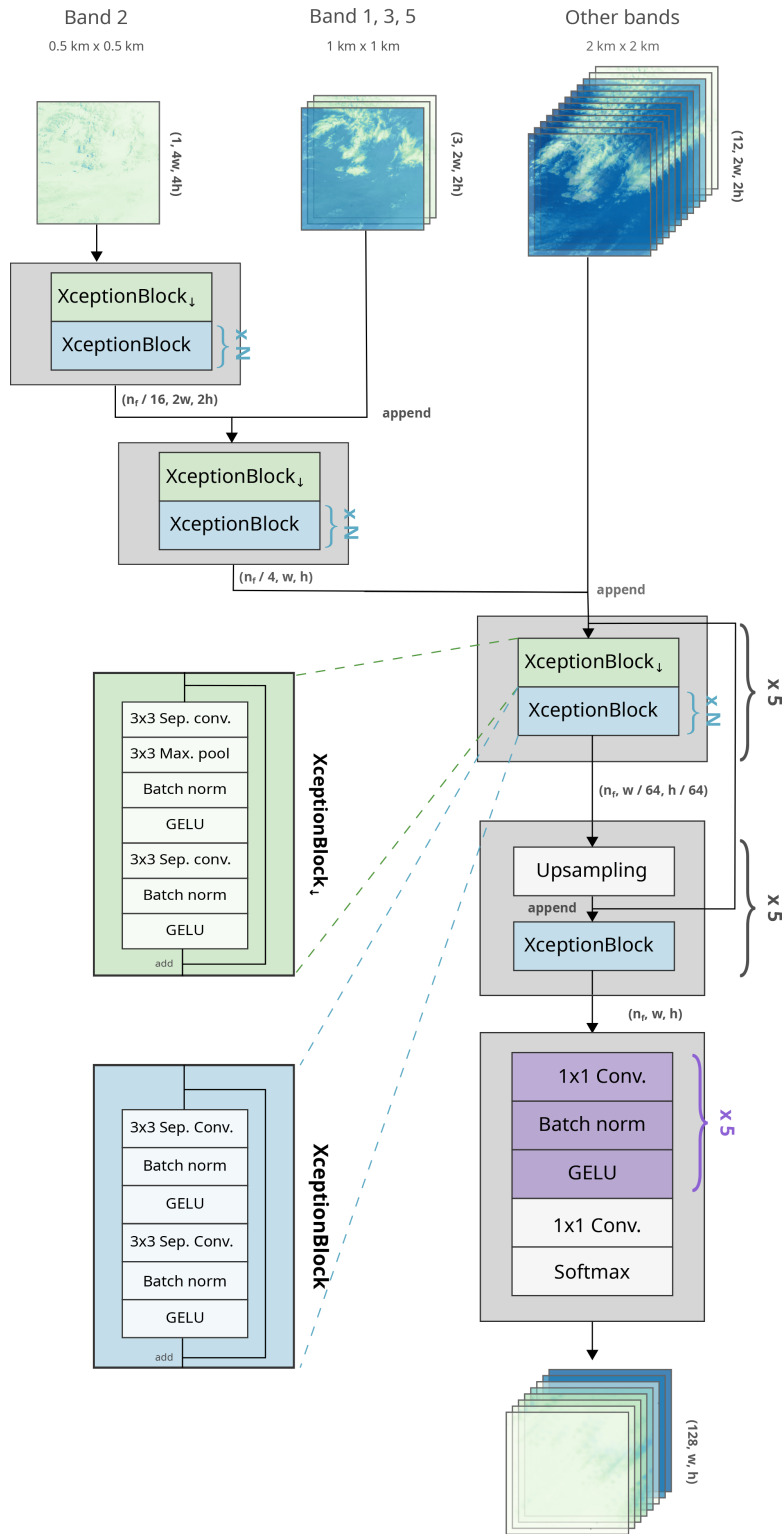 Band 2
0.5 km x 0.5 km
Band 1, 3, 5
1 km x 1 km
Other bands
2 km x 2 km
(1, 4w, 4h)
(3, 2w, 2h)
(12, 2w, 2h)
XceptionBlock↓
XceptionBlock
x N
(nf / 16, 2w, 2h)
append
XceptionBlock↓
XceptionBlock
x N
(nf / 4, w, h)
append
XceptionBlock↓
XceptionBlock
x N
x 5
(nf, w / 64, h / 64)
Upsampling
append
XceptionBlock
x 5
(nf, w, h)
1x1 Conv.
Batch norm
GELU
x 5
1x1 Conv.
Softmax
(128, w, h)
3x3 Sep. conv.
3x3 Max. pool
Batch norm
GELU
3x3 Sep. conv.
Batch norm
GELU
add
XceptionBlock↓
3x3 Sep. Conv.
Batch norm
GELU
3x3 Sep. Conv.
Batch norm
GELU
add
XceptionBlock